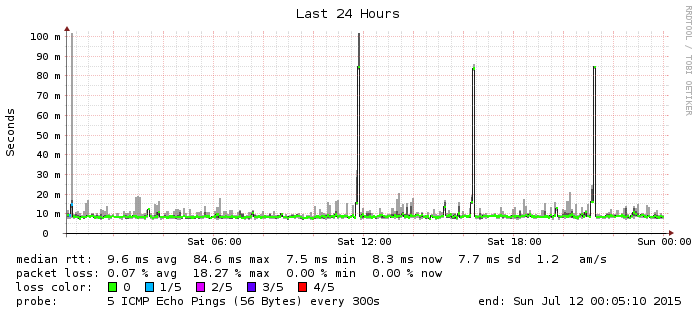 Last 24 Hours
RRDTOOL / TOBI OETIKER
Seconds
100 m
90 m
80 m
70 m
60 m
50 m
40 m
30 m
20 m
10 m
0
Sat 06:00 Sat 12:00 Sat 18:00 Sun 00:00
median rtt: 9.6 ms avg 84.6 ms max 7.5 ms min 8.3 ms now 7.7 ms sd 1.2 am/s
packet loss: 0.07 % avg 18.27 % max 0.00 % min 0.00 % now
loss color: 0 1/5 2/5 3/5 4/5
probe: 5 ICMP Echo Pings (56 Bytes) every 300s end: Sun Jul 12 00:05:10 2015